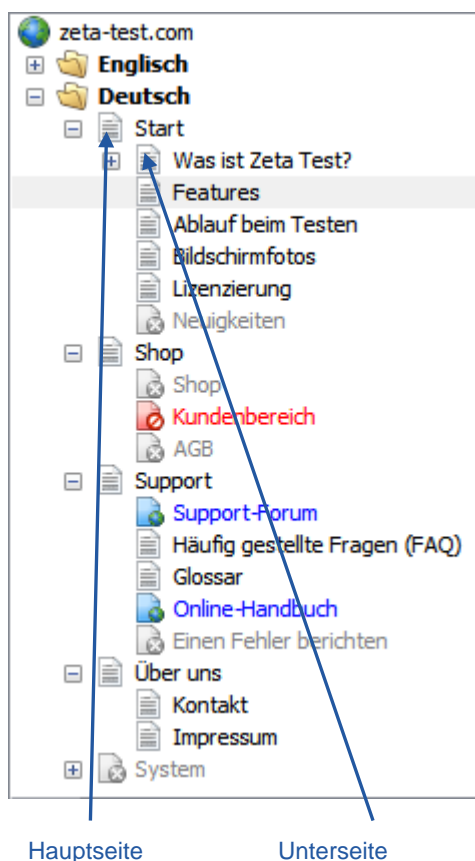 zeta-test.com
Englisch
Deutsch
Start
Was ist Zeta Test?
Features
Ablauf beim Testen
Bildschirmfotos
Lizenzierung
Neuigkeiten
Shop
Shop
Kundenbereich
AGB
Support
Support-Forum
Häufig gestellte Fragen (FAQ)
Glossar
Online-Handbuch
Einen Fehler berichten
Über uns
Kontakt
Impressum
System
Hauptseite Unterseite